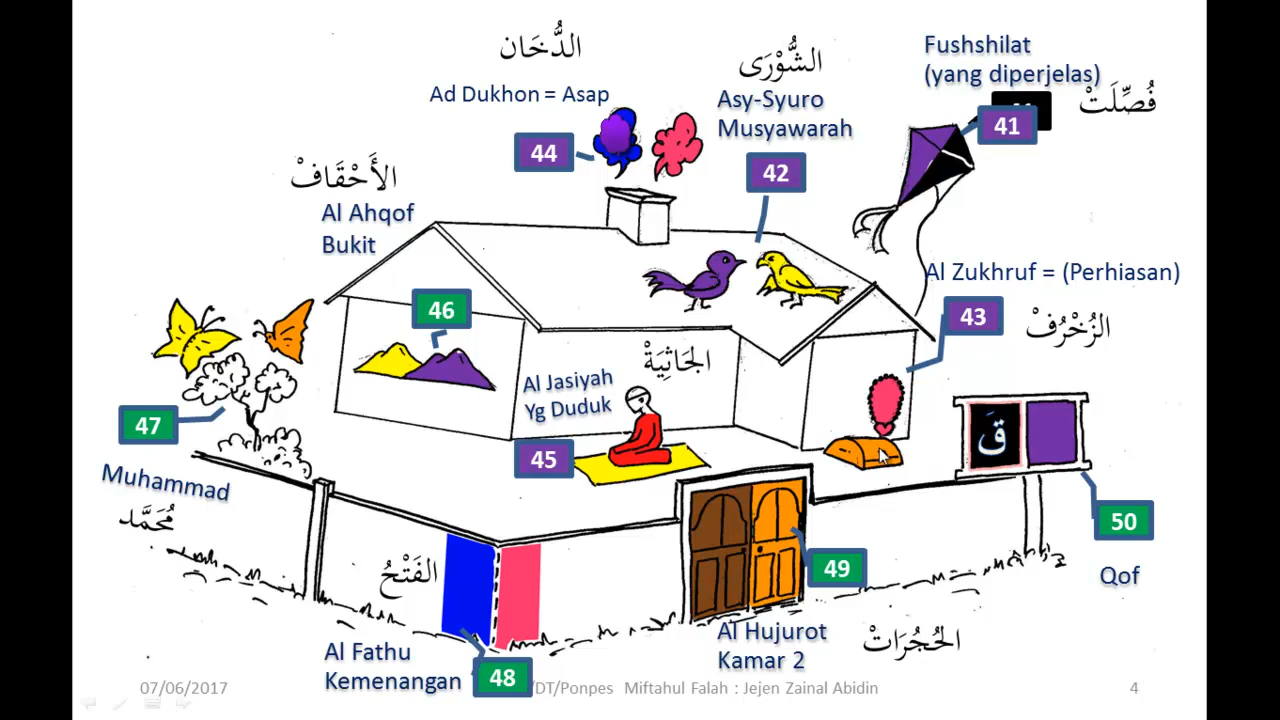 الدُّخَان
Ad Dukhon = Asap
44
الشُّوْرَى
Asy-Syuro
Musyawarah
42
Fushshilat
(yang diperjelas)
فُصِّلَتْ
41
الأَحْقَافْ
Al Ahqof
Bukit
46
Al Zukhruf = (Perhiasan)
43
الزُخْرُفْ
الجَاثِيَةْ
Al Jasiyah
Yg Duduk
45
47
Muhammad
مُحَمَّد
قَ
50
Qof
الفَتْحُ
Al Fathu
Kemenangan
48
49
Al Hujurot
Kamar 2
الحُجُرَاتْ
07/06/2017
/DT/Ponpes Miftahul Falah : Jejen Zainal Abidin
4